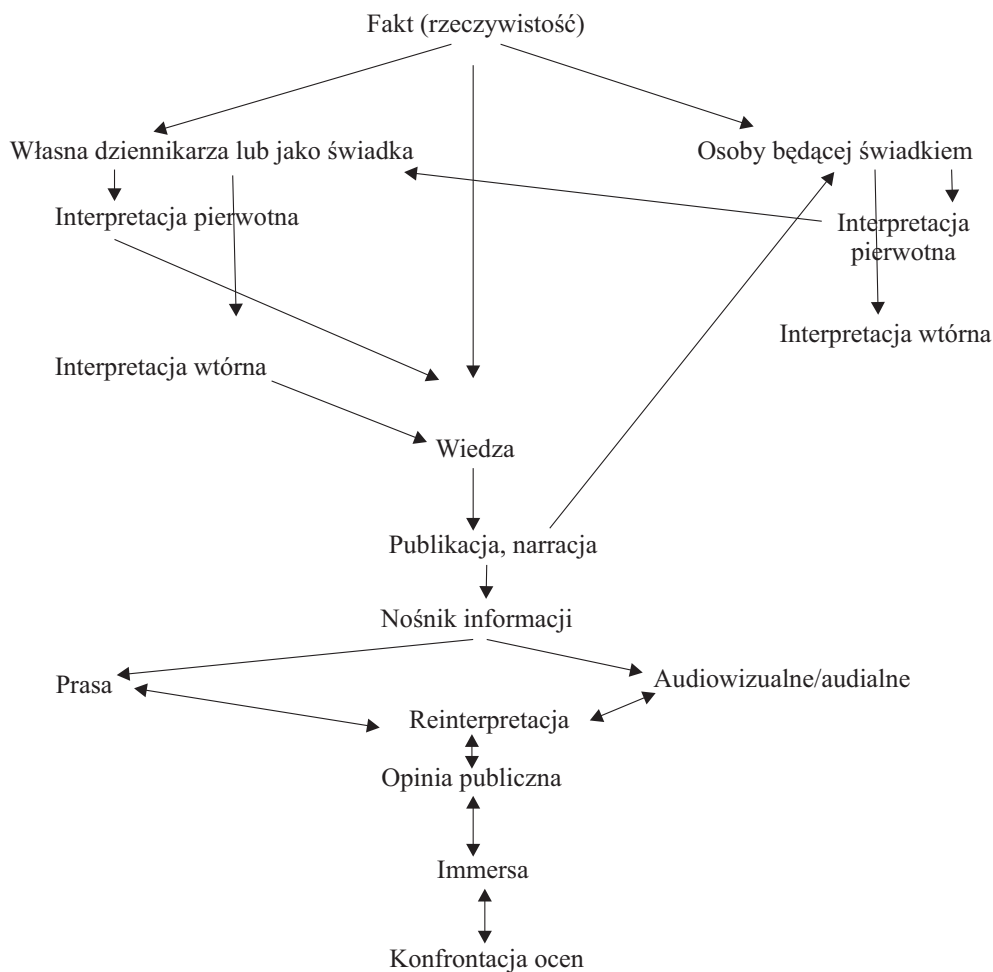 Fakt (rzeczywistość)
Własna dziennikarza lub jako świadka
Osoby będącej świadkiem
Interpretacja pierwotna
Interpretacja
pierwotna
Interpretacja wtórna
Interpretacja wtórna
Wiedza
Publikacja, narracja
Nośnik informacji
Prasa
Audiowizualne/audialne
Reinterpretacja
Opinia publiczna
Immersa
Konfrontacja ocen